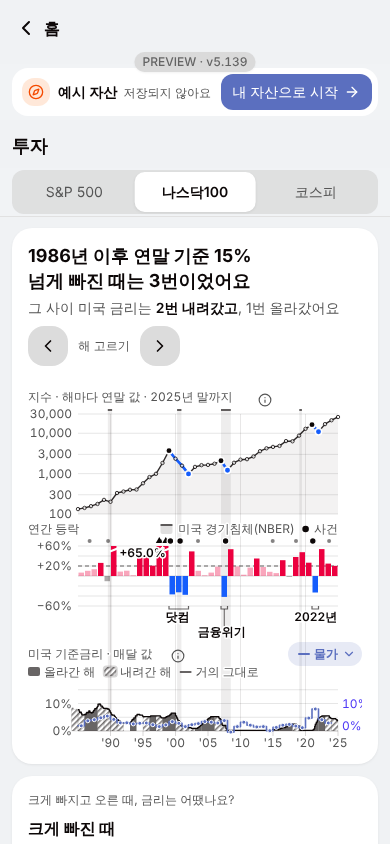 홈
PREVIEW · v5.139
예시 자산 저장되지 않아요
내 자산으로 시작 →
투자
S&P 500
나스닥100
코스피
1986년 이후 연말 기준 15%
넘게 빠진 때는 3번이었어요
그 사이 미국 금리는 2번 내려갔고, 1번 올라갔어요
해 고르기
지수 · 해마다 연말 값 · 2025년 말까지
30,000
10,000
3,000
1,000
300
100
연간 등락
미국 경기침체(NBER) 사건
+60%
+65.0%
+20%
−60%
닷컴
금융위기
2022년
미국 기준금리 · 매달 값
물가
올라간 해 내려간 해 거의 그대로
10%
0%
10%
0%
'90 '95 '00 '05 '10 '15 '20 '25
크게 빠지고 오른 때, 금리는 어땠나요?
크게 빠진 때